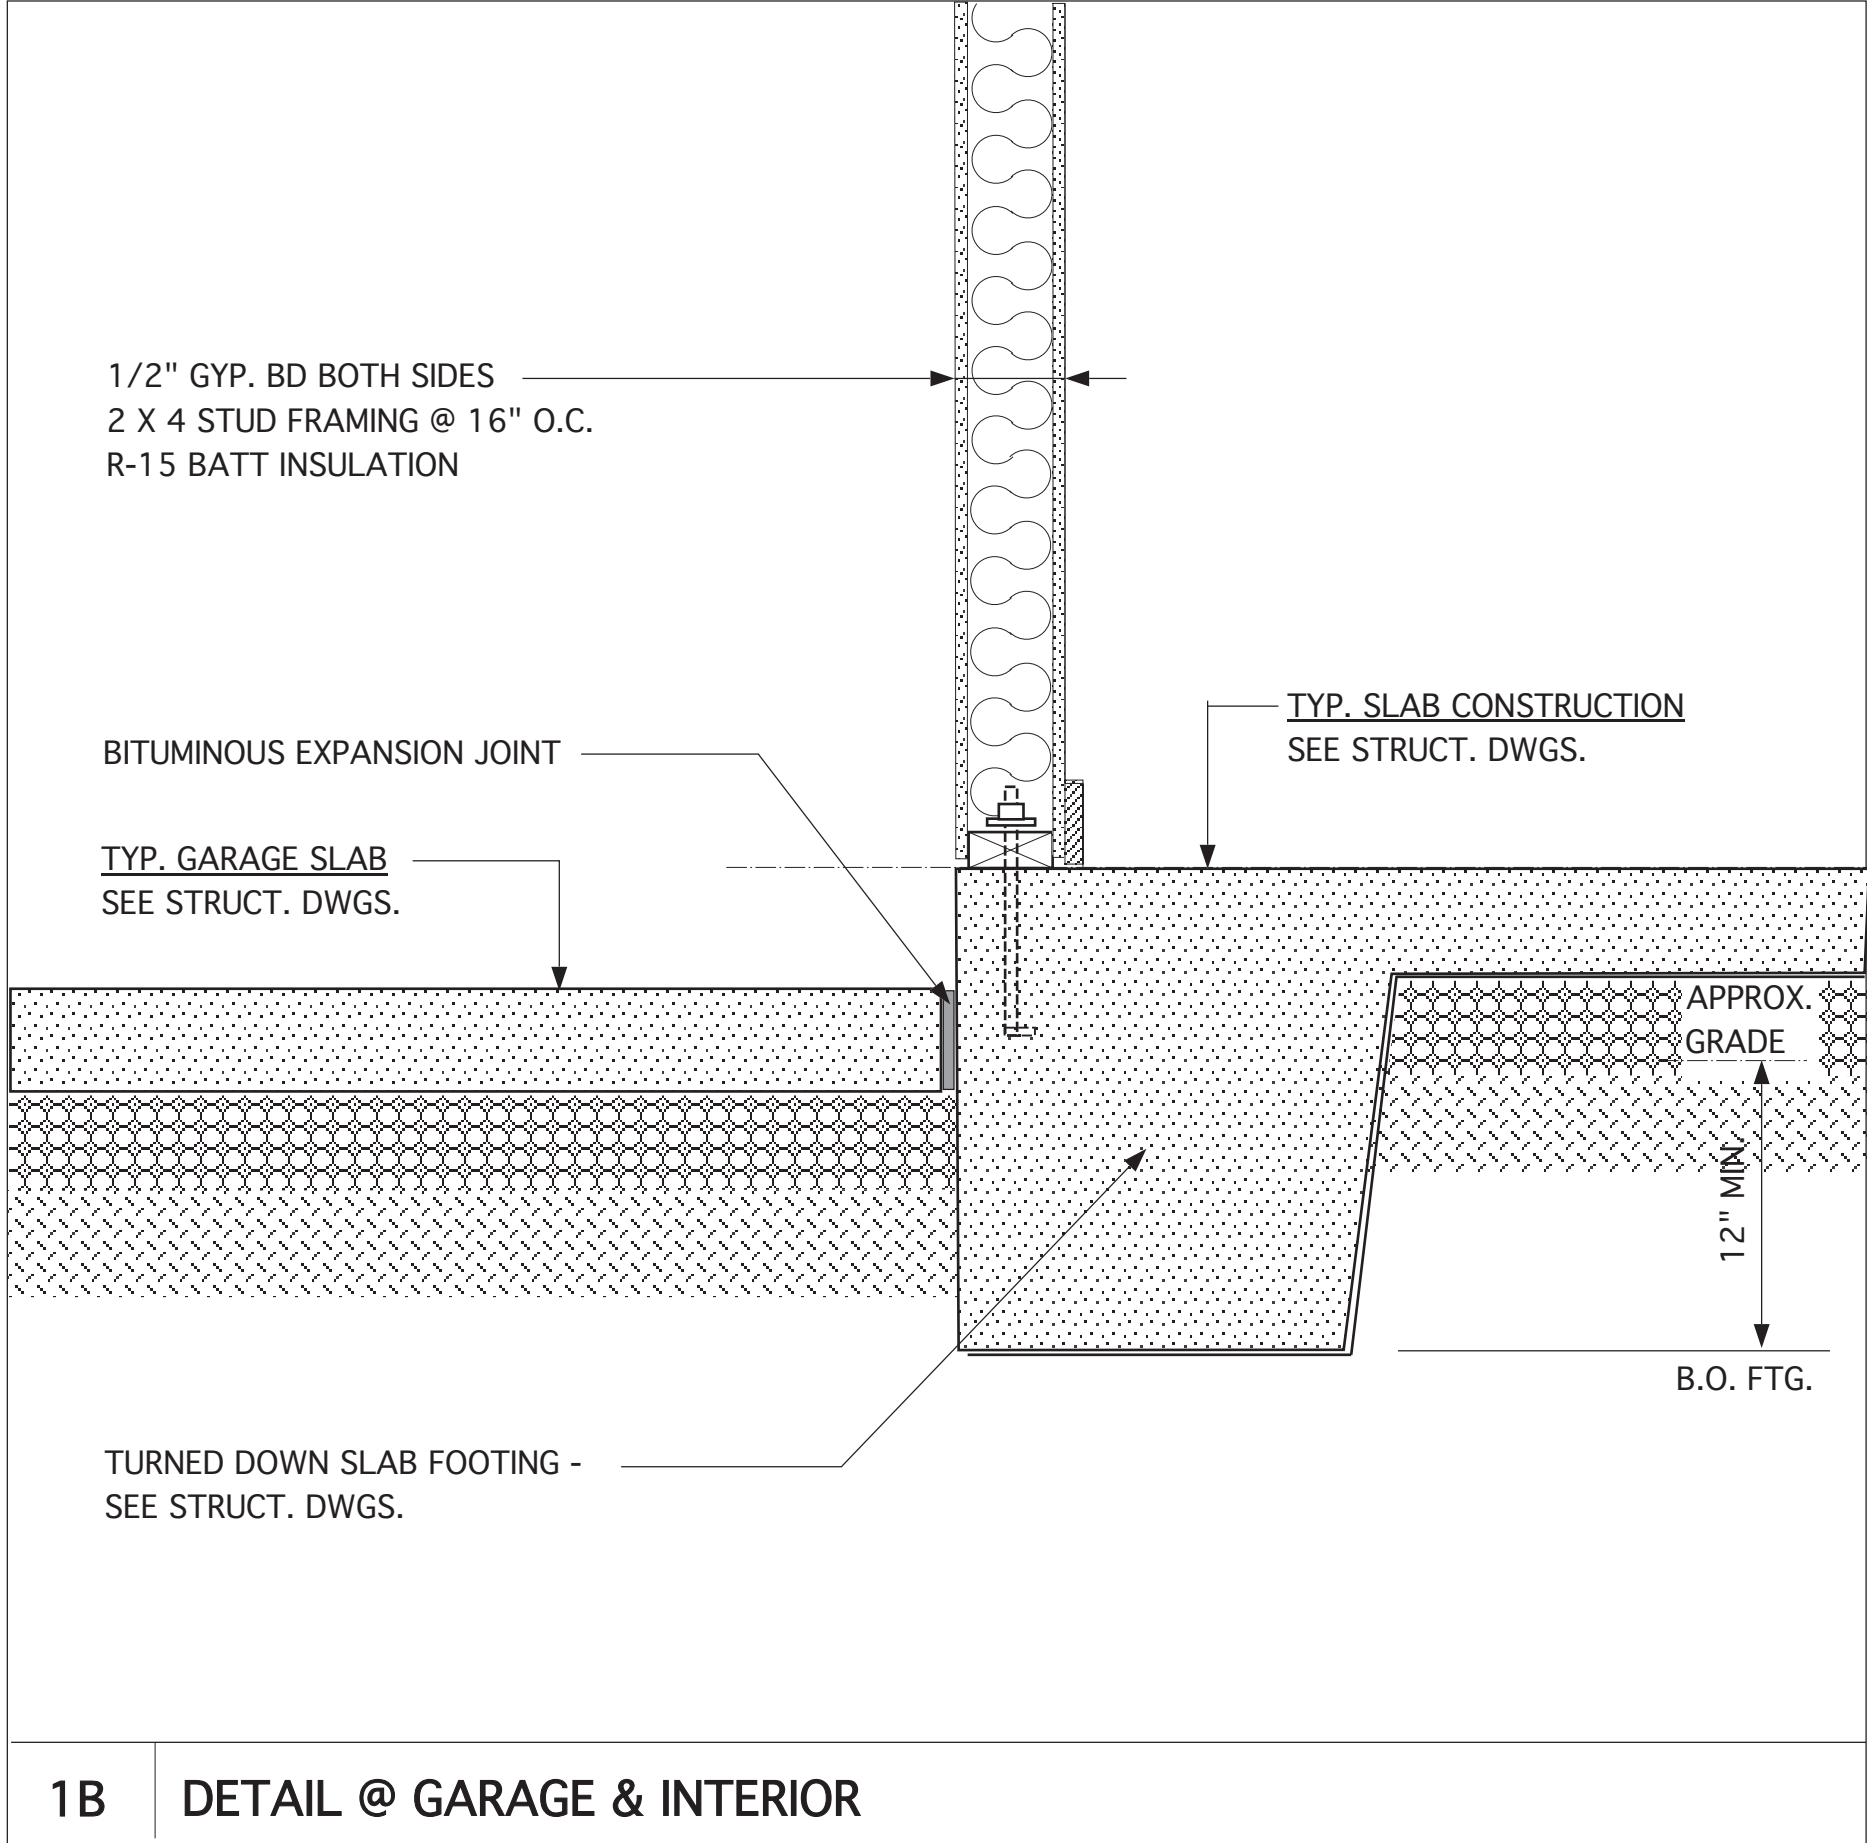 1/2" GYP. BD BOTH SIDES
2 X 4 STUD FRAMING @ 16" O.C.
R-15 BATT INSULATION
TYP. SLAB CONSTRUCTION
SEE STRUCT. DWGS.
BITUMINOUS EXPANSION JOINT
TYP. GARAGE SLAB
SEE STRUCT. DWGS.
APPROX.
GRADE
12" MIN.
B.O. FTG.
TURNED DOWN SLAB FOOTING -
SEE STRUCT. DWGS.
1B
DETAIL @ GARAGE & INTERIOR